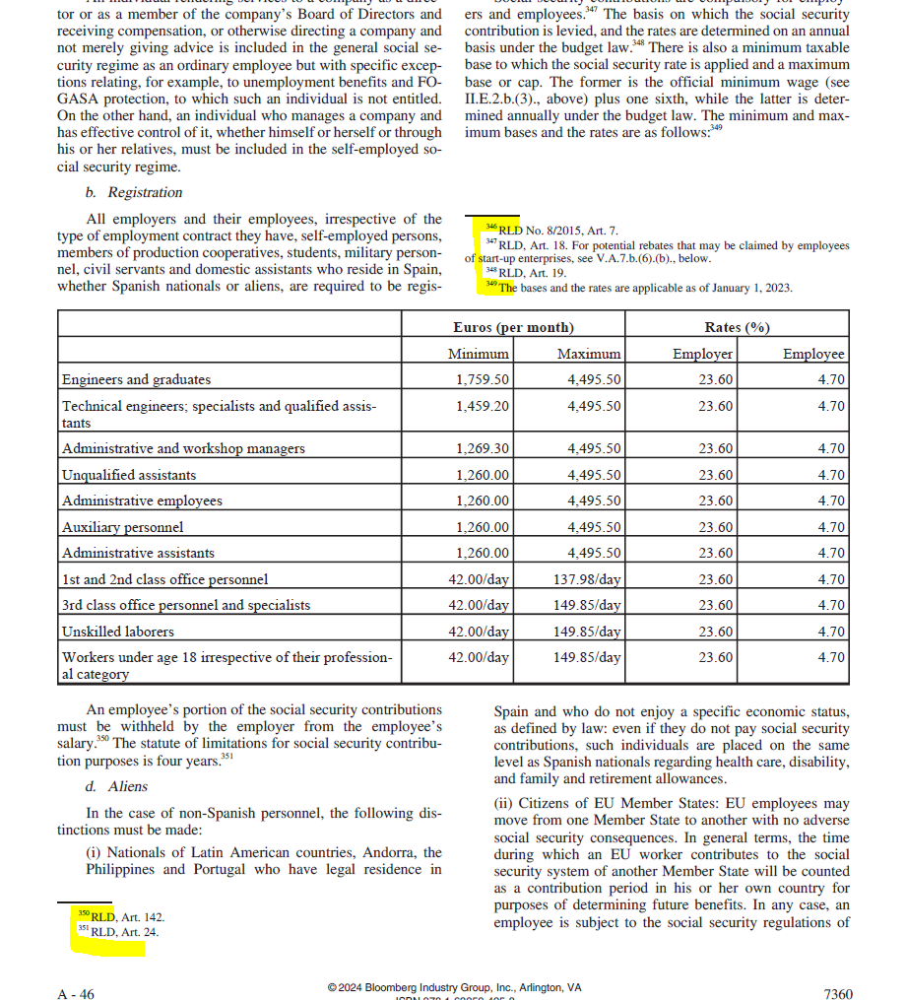 tor or as a member of the company's Board of Directors and
receiving compensation, or otherwise directing a company and
not merely giving advice is included in the general social se-
curity regime as an ordinary employee but with specific excep-
tions relating, for example, to unemployment benefits and FO-
GASA protection, to which such an individual is not entitled.
On the other hand, an individual who manages a company and
has effective control of it, whether himself or herself or through
his or her relatives, must be included in the self-employed so-
cial security regime.
b. Registration
All employers and their employees, irrespective of the
type of employment contract they have, self-employed persons,
members of production cooperatives, students, military person-
nel, civil servants and domestic assistants who reside in Spain,
whether Spanish nationals or aliens, are required to be regis-
ers and employees.347 The basis on which the social security
contribution is levied, and the rates are determined on an annual
basis under the budget law.348 There is also a minimum taxable
base to which the social security rate is applied and a maximum
base or cap. The former is the official minimum wage (see
II.E.2.b.(3)., above) plus one sixth, while the latter is deter-
mined annually under the budget law. The minimum and max-
imum bases and the rates are as follows:349
346 RLD No. 8/2015, Art. 7.
347 RLD, Art. 18. For potential rebates that may be claimed by employees
of start-up enterprises, see V.A.7.b.(6).(b)., below.
348 RLD, Art. 19.
349 The bases and the rates are applicable as of January 1, 2023.
Euros (per month) Rates (%)
Minimum Maximum Employer Employee
Engineers and graduates 1,759.50 4,495.50 23.60 4.70
Technical engineers; specialists and qualified assis- 1,459.20 4,495.50 23.60 4.70
tants
Administrative and workshop managers 1,269.30 4,495.50 23.60 4.70
Unqualified assistants 1,260.00 4,495.50 23.60 4.70
Administrative employees 1,260.00 4,495.50 23.60 4.70
Auxiliary personnel 1,260.00 4,495.50 23.60 4.70
Administrative assistants 1,260.00 4,495.50 23.60 4.70
1st and 2nd class office personnel 42.00/day 137.98/day 23.60 4.70
3rd class office personnel and specialists 42.00/day 149.85/day 23.60 4.70
Unskilled laborers 42.00/day 149.85/day 23.60 4.70
Workers under age 18 irrespective of their profession- 42.00/day 149.85/day 23.60 4.70
al category
An employee's portion of the social security contributions
must be withheld by the employer from the employee's
salary.350 The statute of limitations for social security contribu-
tion purposes is four years.351
d. Aliens
In the case of non-Spanish personnel, the following dis-
tinctions must be made:
(i) Nationals of Latin American countries, Andorra, the
Philippines and Portugal who have legal residence in
350 RLD, Art. 142.
351 RLD, Art. 24.
Spain and who do not enjoy a specific economic status,
as defined by law: even if they do not pay social security
contributions, such individuals are placed on the same
level as Spanish nationals regarding health care, disability,
and family and retirement allowances.
(ii) Citizens of EU Member States: EU employees may
move from one Member State to another with no adverse
social security consequences. In general terms, the time
during which an EU worker contributes to the social
security system of another Member State will be counted
as a contribution period in his or her own country for
purposes of determining future benefits. In any case, an
employee is subject to the social security regulations of
A - 46
© 2024 Bloomberg Industry Group, Inc., Arlington, VA
7360